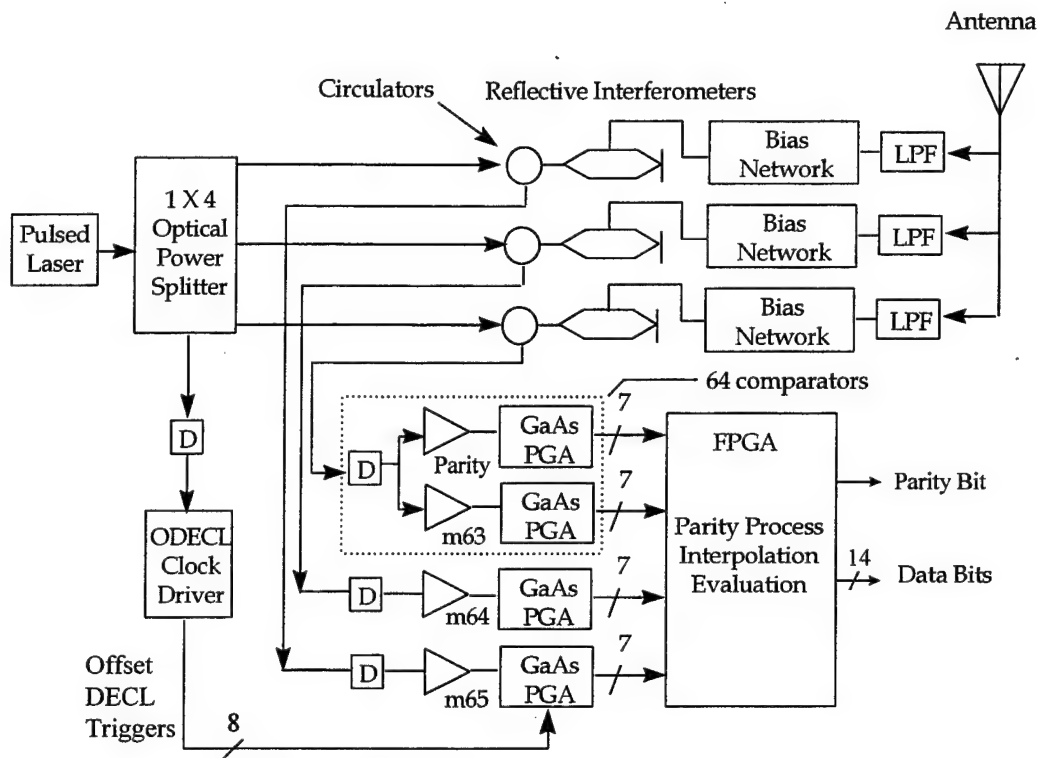 Antenna
Circulators
Reflective Interferometers
Bias
Network
LPF
1 X 4
Optical
Power
Splitter
Pulsed
Laser
Bias
Network
LPF
Bias
Network
LPF
64 comparators
D
7
GaAs
PGA
FPGA
Parity
D
Parity Bit
7
GaAs
PGA
m63
Parity Process
Interpolation
Evaluation
ODECL
Clock
Driver
7
14
Data Bits
D
GaAs
PGA
m64
7
D
GaAs
PGA
m65
Offset
DECL
Triggers
8